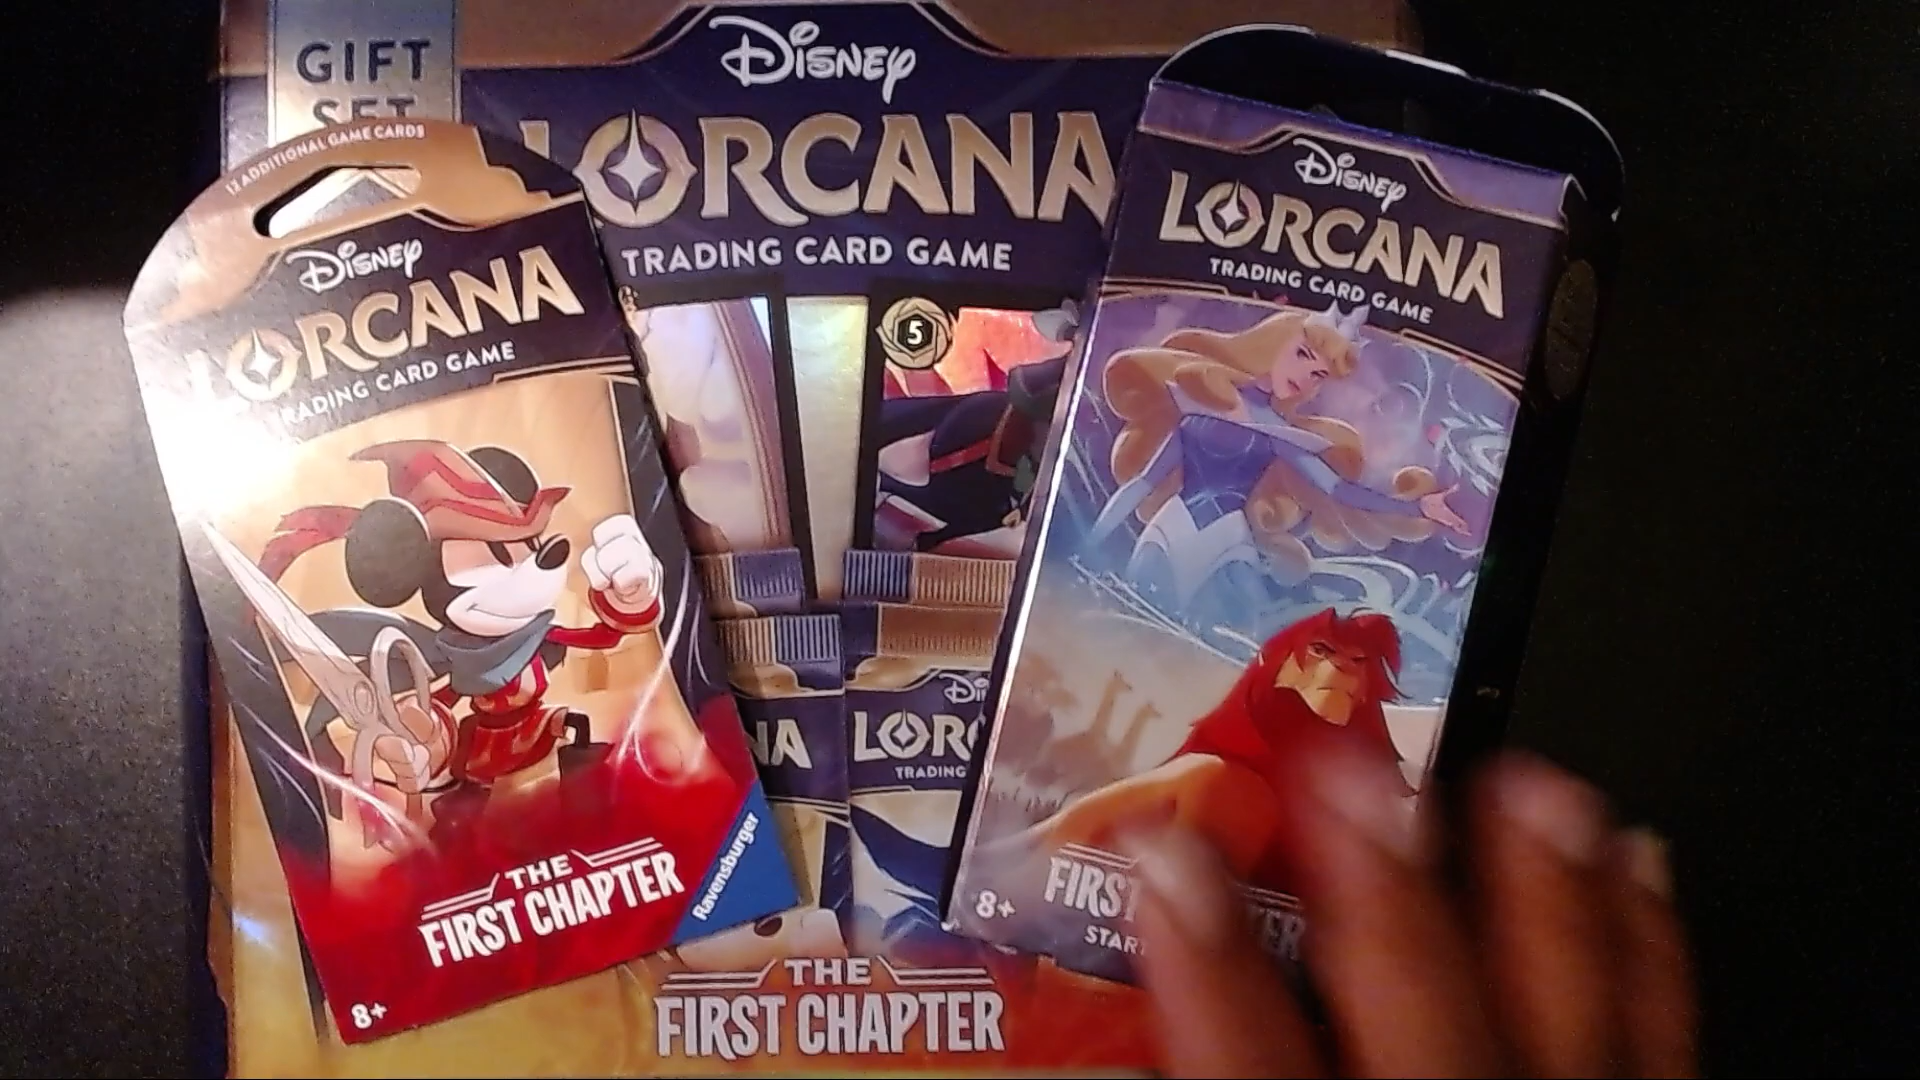 GIFT
SET
DISNEY
LORCANA
TRADING CARD GAME
5
12 ADDITIONAL GAME CARDS
DISNEY
LORCANA
TRADING CARD GAME
THE
FIRST CHAPTER
Ravensburger
8+
DISNEY
LORCANA
TRADING CARD GAME
8+
FIRST
NA
LORC
TRADING
THE
FIRST CHAPTER